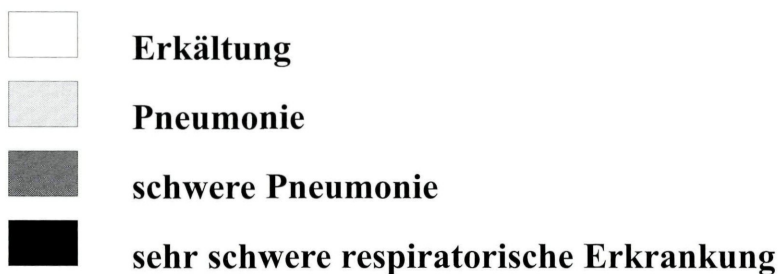 Erkältung
Pneumonie
schwere Pneumonie
sehr schwere respiratorische Erkrankung